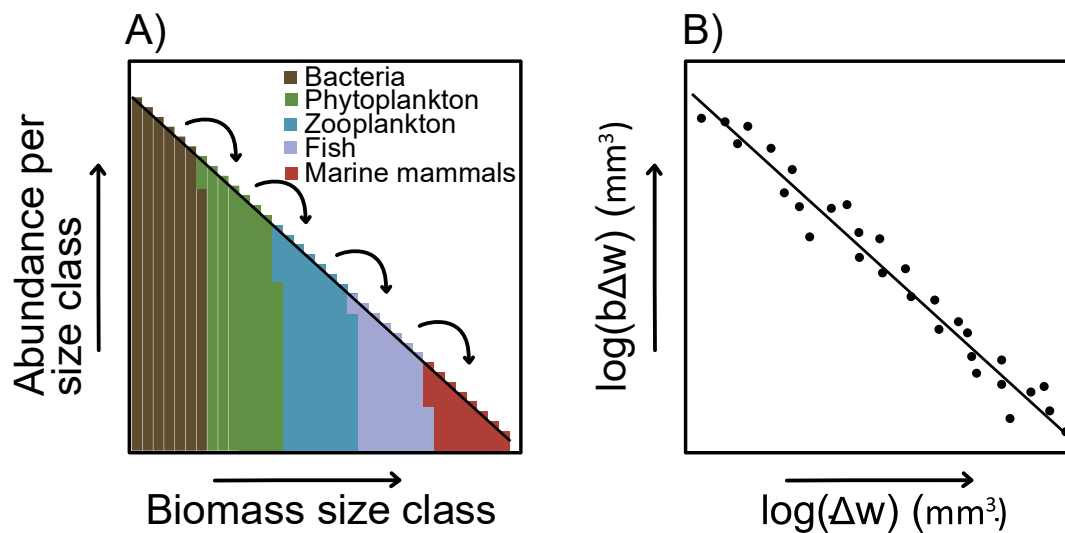 A)
Bacteria
Phytoplankton
Zooplankton
Fish
Marine mammals
Abundance per
size class
Biomass size class
B)
log(bΔw) (mm³)
log(Δw) (mm³.)